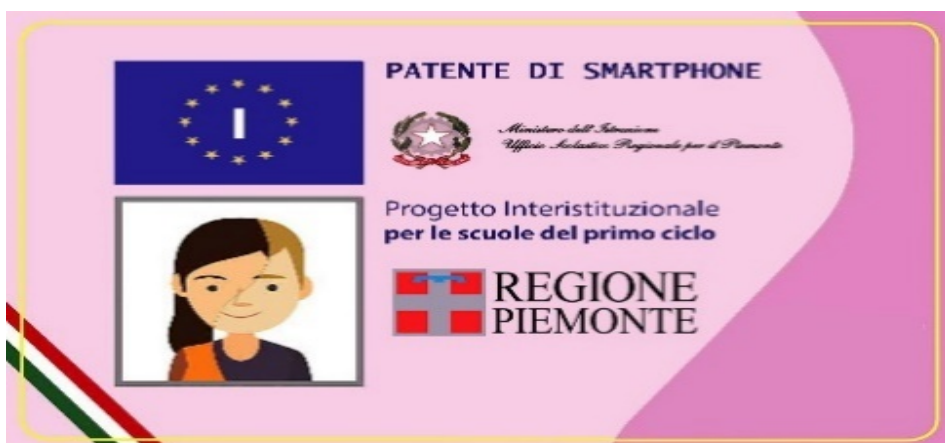 I
PATENTE DI SMARTPHONE
Ministero dell'Istruzione
Ufficio Scolastico Regionale per il Piemonte
Progetto Interistituzionale
per le scuole del primo ciclo
REGIONE
PIEMONTE